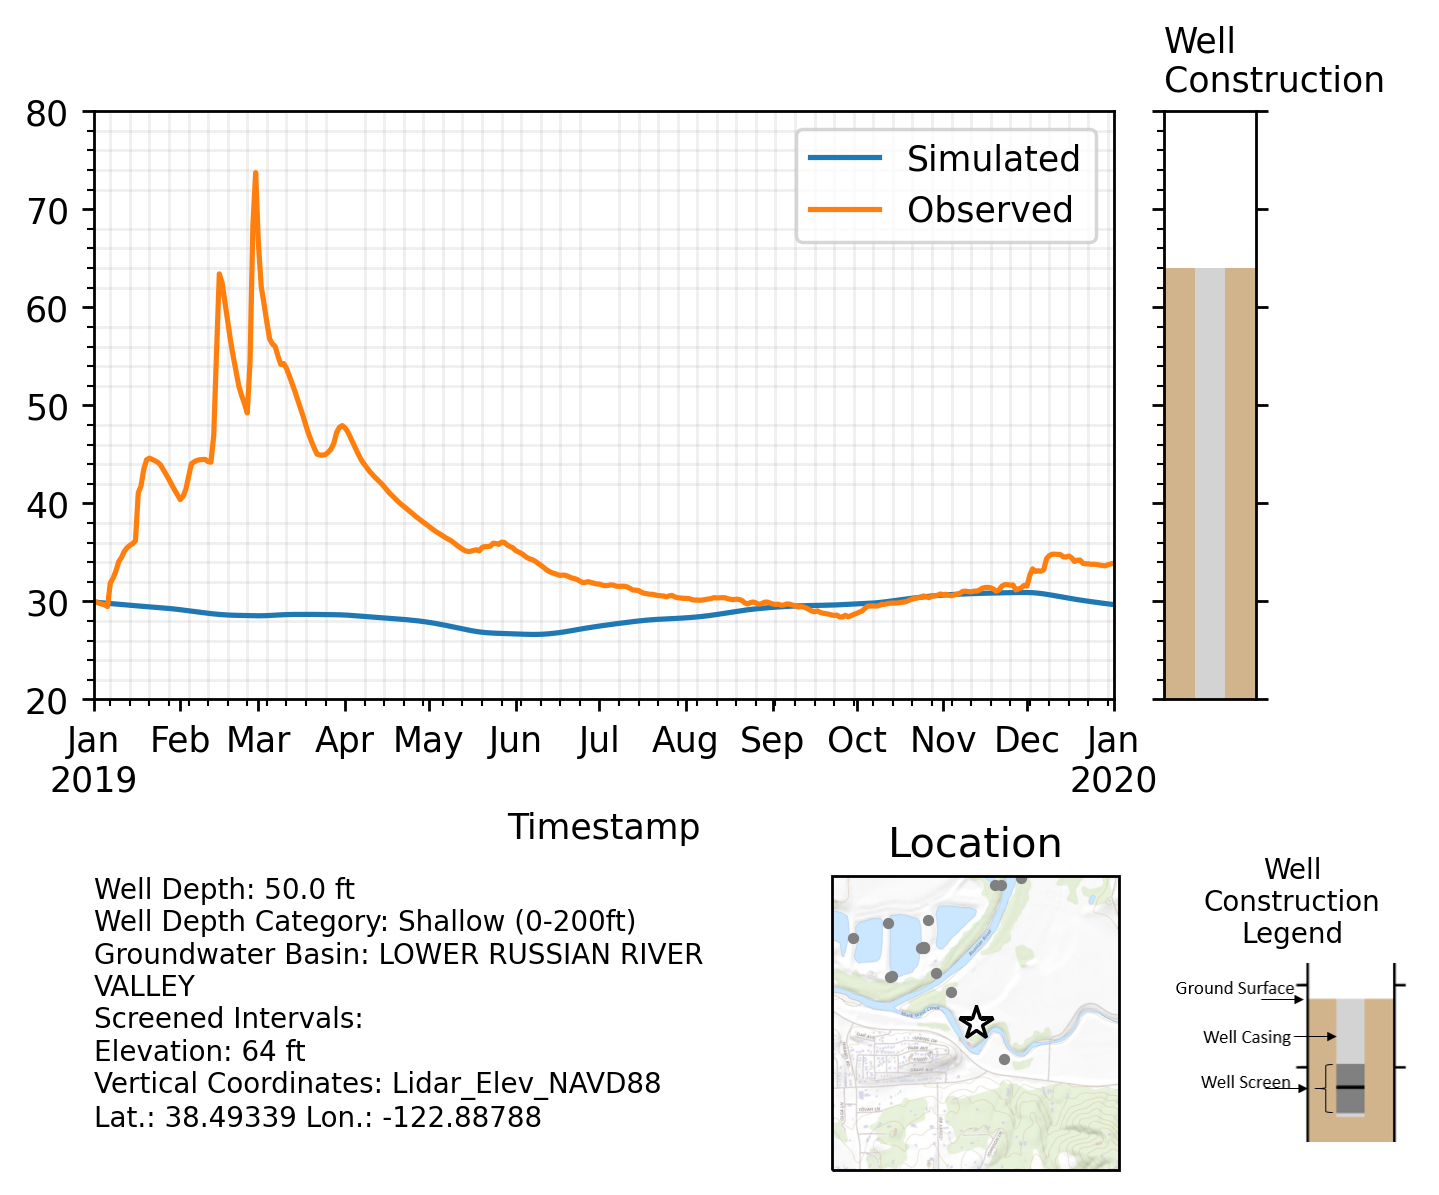 Well
Construction
80
70
60
50
40
30
20
Simulated
Observed
Jan Feb Mar Apr May Jun Jul Aug Sep Oct Nov Dec Jan
2019 2020
Timestamp
Well Depth: 50.0 ft
Well Depth Category: Shallow (0-200ft)
Groundwater Basin: LOWER RUSSIAN RIVER
VALLEY
Screened Intervals:
Elevation: 64 ft
Vertical Coordinates: Lidar_Elev_NAVD88
Lat.: 38.49339 Lon.: -122.88788
Location
Well
Construction
Legend
Ground Surface
Well Casing
Well Screen